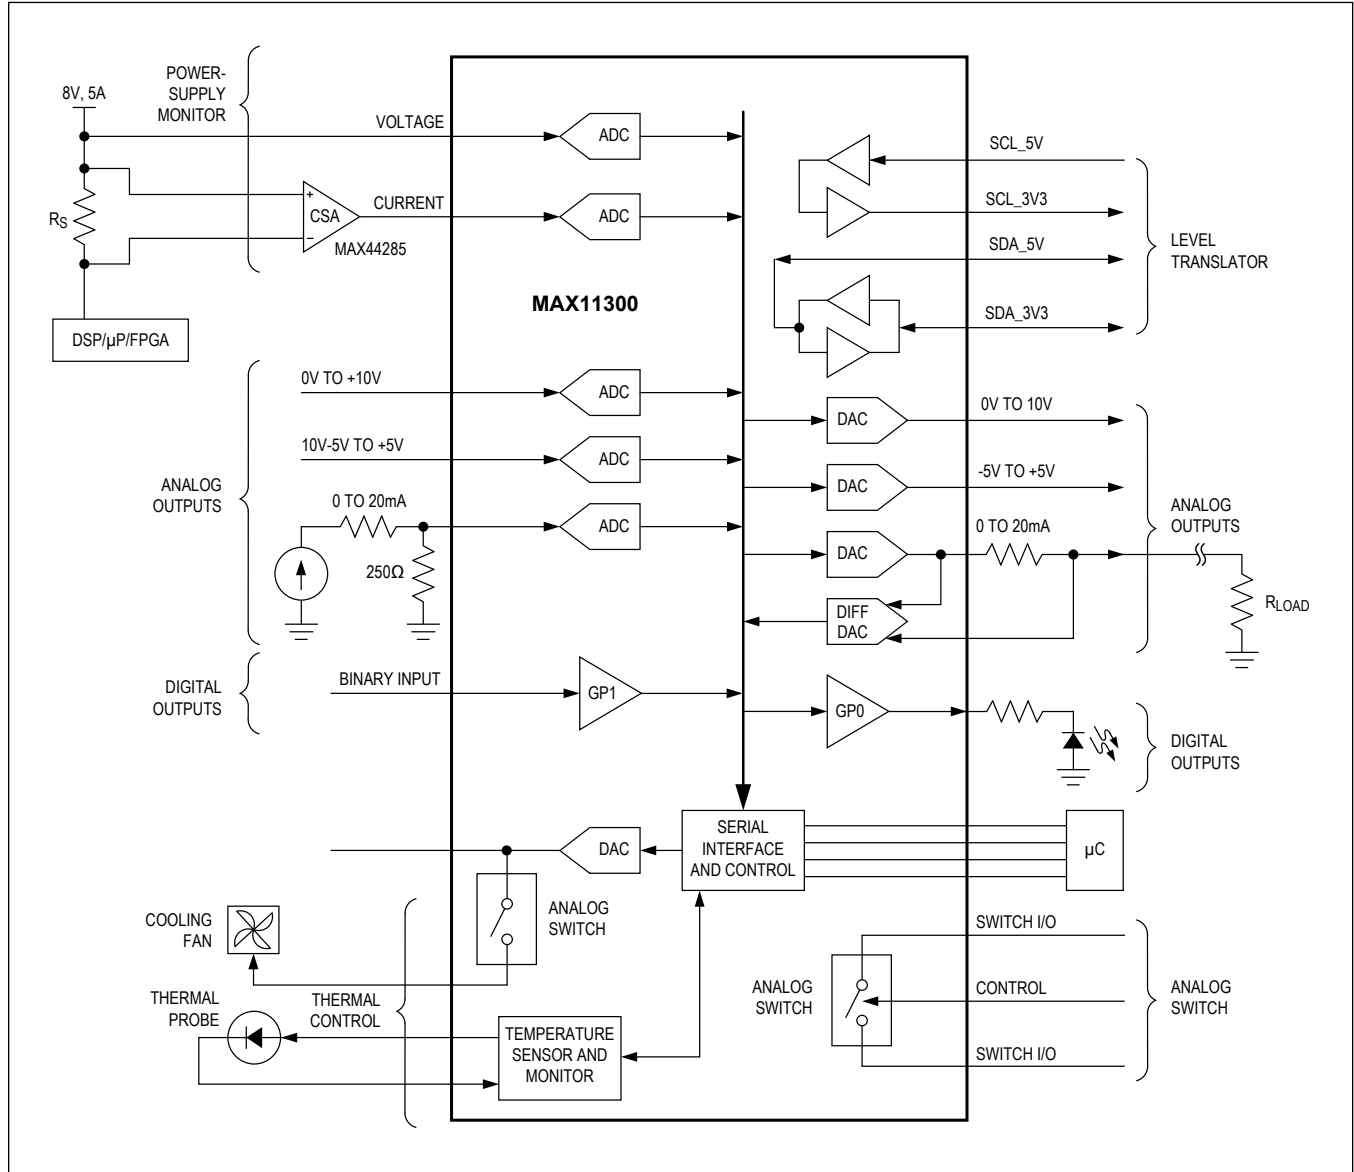 POWER-
SUPPLY
MONITOR
8V, 5A
VOLTAGE
ADC
SCL_5V
RS
+
CSA
−
MAX44285
CURRENT
ADC
SCL_3V3
SDA_5V
LEVEL
TRANSLATOR
MAX11300
SDA_3V3
DSP/µP/FPGA
0V TO +10V
ADC
DAC
0V TO 10V
10V-5V TO +5V
ADC
DAC
-5V TO +5V
ANALOG
OUTPUTS
0 TO 20mA
ADC
250Ω
DAC
0 TO 20mA
ANALOG
OUTPUTS
DIFF
DAC
RLOAD
DIGITAL
OUTPUTS
BINARY INPUT
GP1
GP0
DIGITAL
OUTPUTS
SERIAL
INTERFACE
AND CONTROL
µC
DAC
ANALOG
SWITCH
COOLING
FAN
THERMAL
PROBE
THERMAL
CONTROL
TEMPERATURE
SENSOR AND
MONITOR
ANALOG
SWITCH
SWITCH I/O
CONTROL
SWITCH I/O
ANALOG
SWITCH